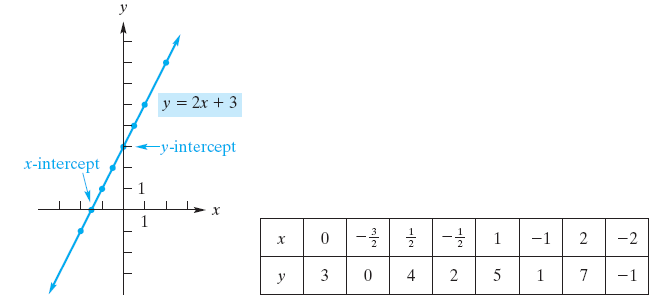 y
y = 2x + 3
y-intercept
x-intercept
1
x
1
x 0 −3/2 1/2 −1/2 1 −1 2 −2
y 3 0 4 2 5 1 7 −1